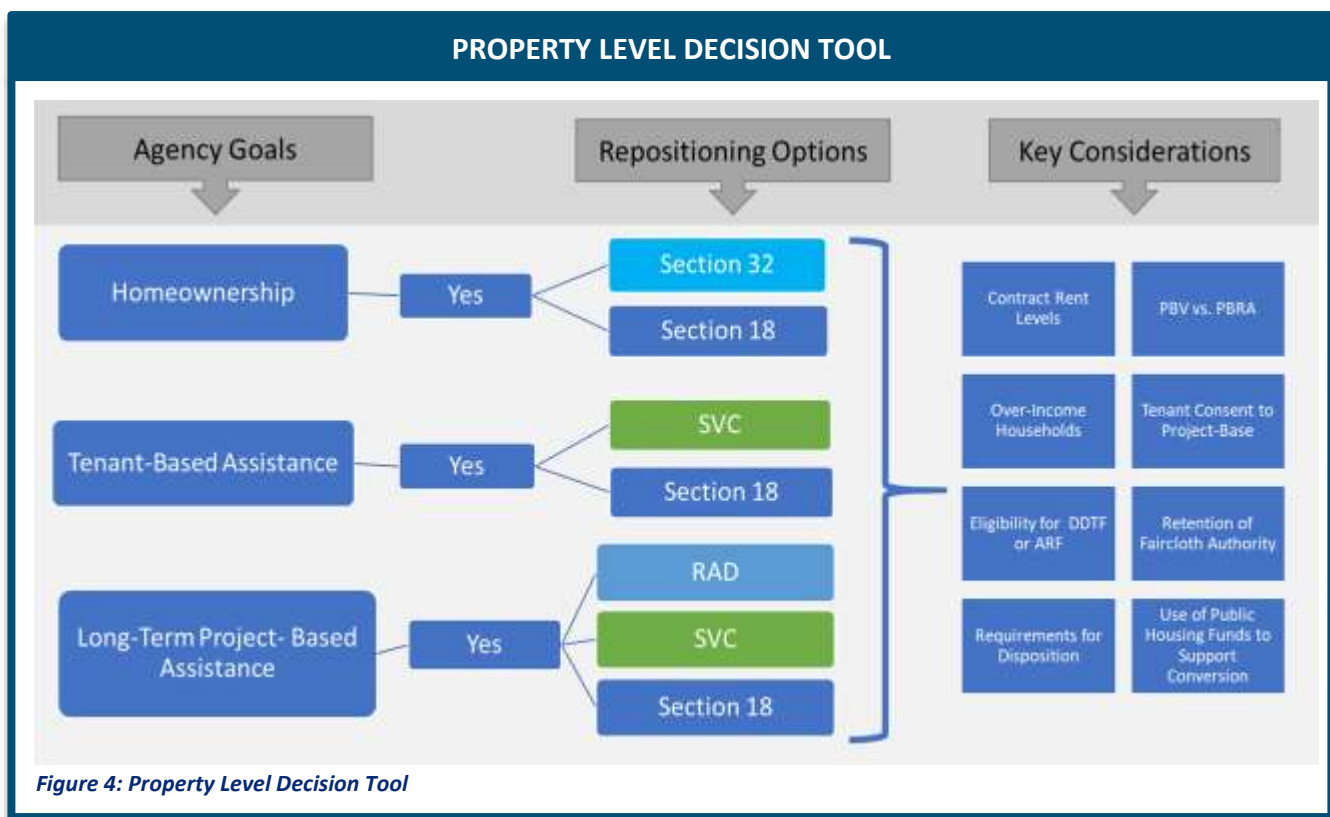 PROPERTY LEVEL DECISION TOOL
Agency Goals
Repositioning Options
Key Considerations
Homeownership
Yes
Section 32
Section 18
Tenant-Based Assistance
Yes
SVC
Section 18
Long-Term Project- Based
Assistance
Yes
RAD
SVC
Section 18
Contract Rent
Levels
PBV vs. PBRA
Over-Income
Households
Tenant Consent to
Project-Base
Eligibility for DDTF
or ARF
Retention of
Faircloth Authority
Requirements for
Disposition
Use of Public
Housing Funds to
Support
Conversion
Figure 4: Property Level Decision Tool